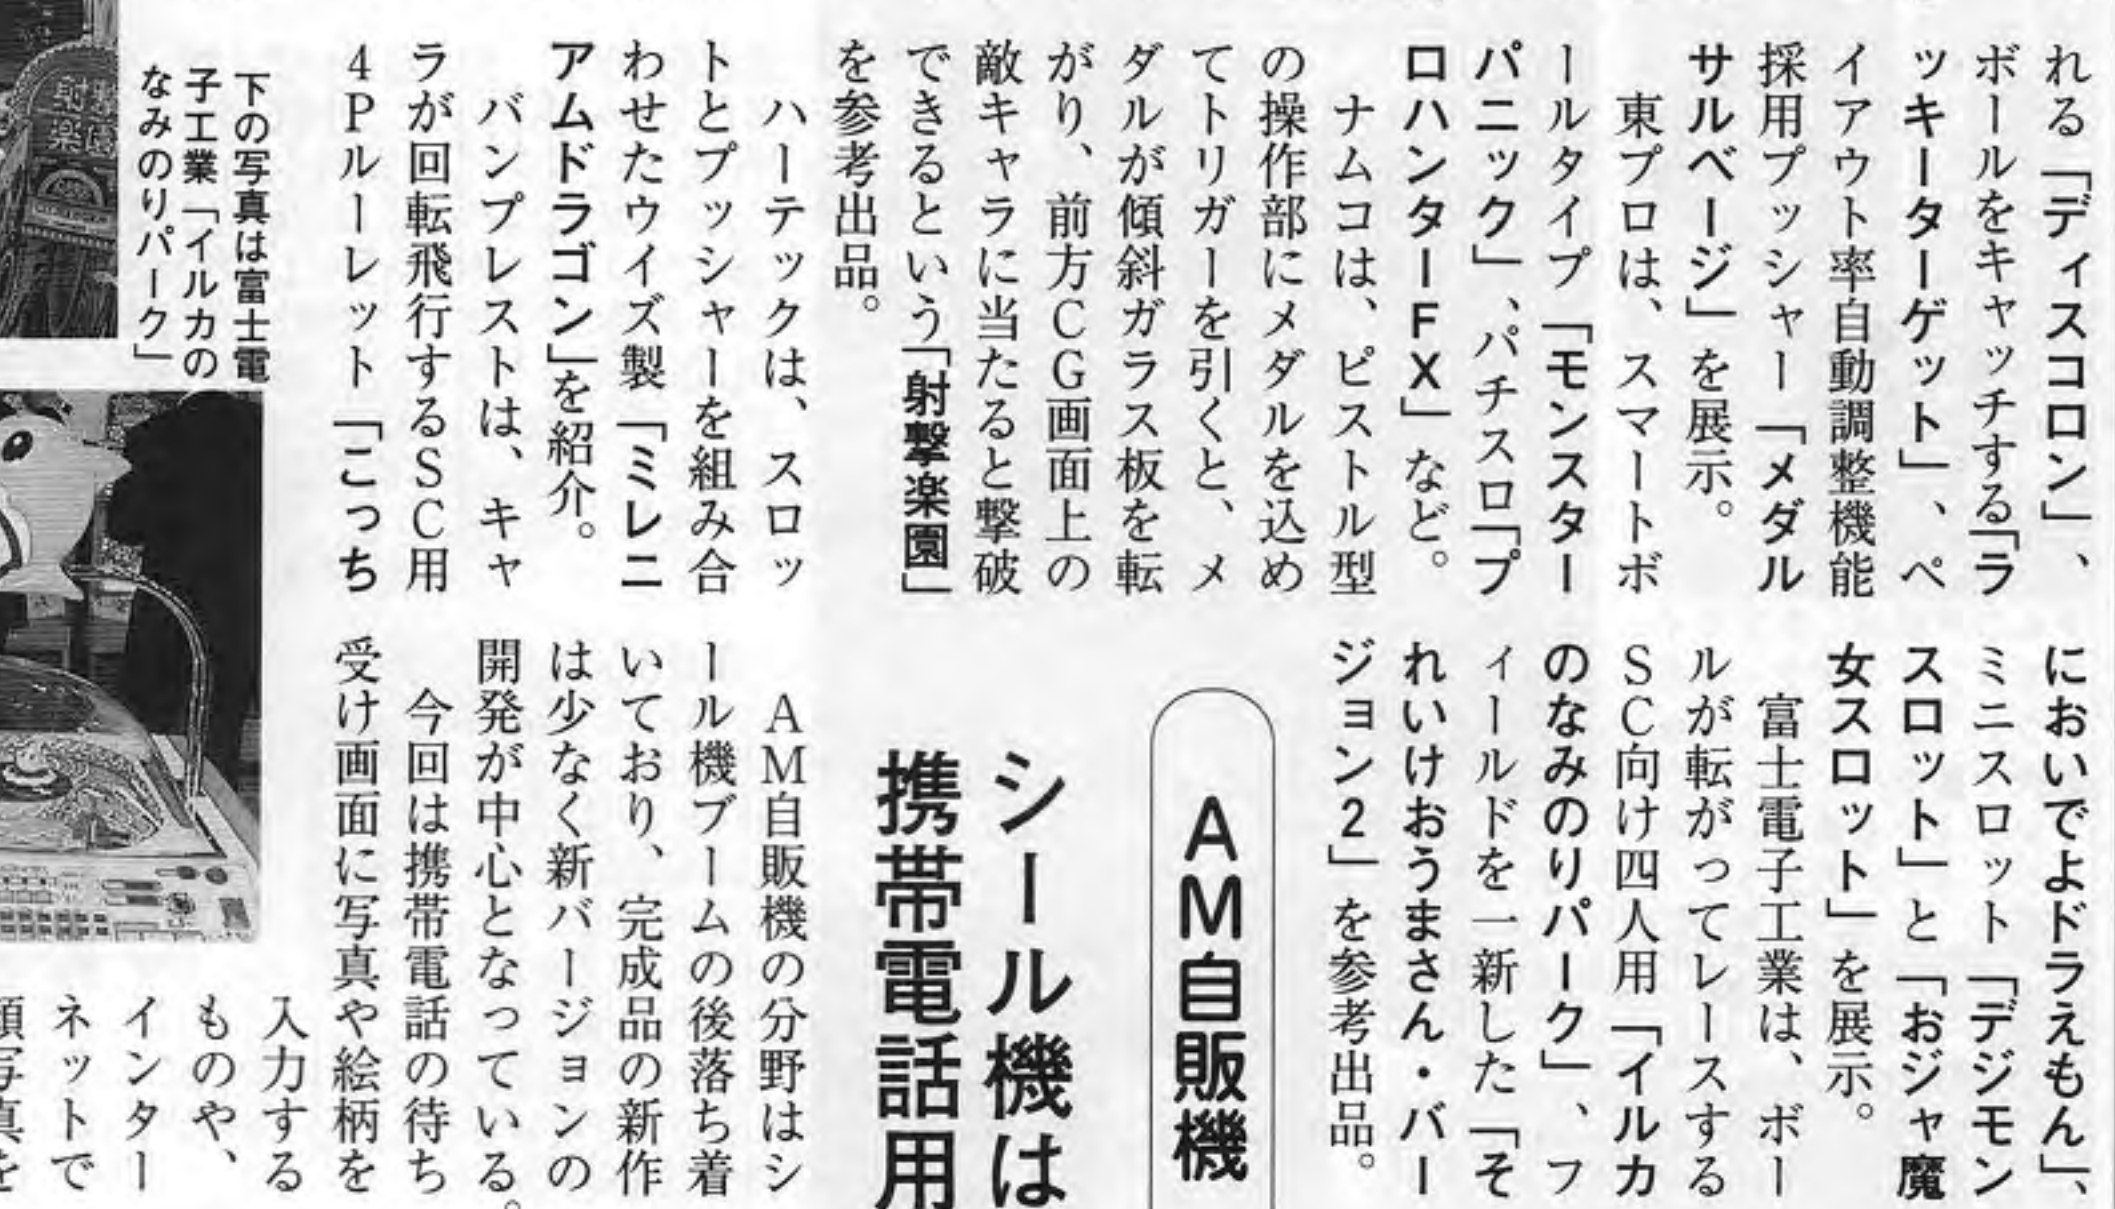 れる「ディスコロン」、
ボールをキャッチする「ラ
ッキーターゲット」、ペ
イアウト率自動調整機能
採用プッシャー「メダル
サルベージ」を展示。
東プロは、スマートボ
ールタイプ「モンスター
パニック」、パチスロ「プ
ロハンターFX」など。
ナムコは、ピストル型
の操作部にメダルを込め
てトリガーを引くと、メ
ダルが傾斜ガラス板を転
がり、前方CG画面上の
敵キャラに当たると撃破
できるという「射撃楽園」
を参考出品。
ハーテックは、スロッ
トとプッシャーを組み合
わせたウイズ製「ミレニ
アムドラゴン」を紹介。
バンプレストは、キャ
ラが回転飛行するSC用
4Pルーレット「こっち
においでよドラえもん」、
ミニスロット「デジモン
スロット」と「おジャ魔
女スロット」を展示。
富士電子工業は、ボー
ルが転がってレースする
SC向け四人用「イルカ
のなみのりパーク」、フ
ィールドを一新した「そ
れいけおうまさん・バー
ジョン2」を参考出品。
AM自販機
シール機は
携帯電話用
AM自販機の分野はシ
ール機ブームの後落ち着
いており、完成品の新作
は少なく新バージョンの
開発が中心となっている。
今回は携帯電話の待ち
受け画面に写真や絵柄を
入力する
ものや、
インター
ネットで
顔写真を
下の写真は富士電
子工業「イルカの
なみのりパーク」
射撃
楽園